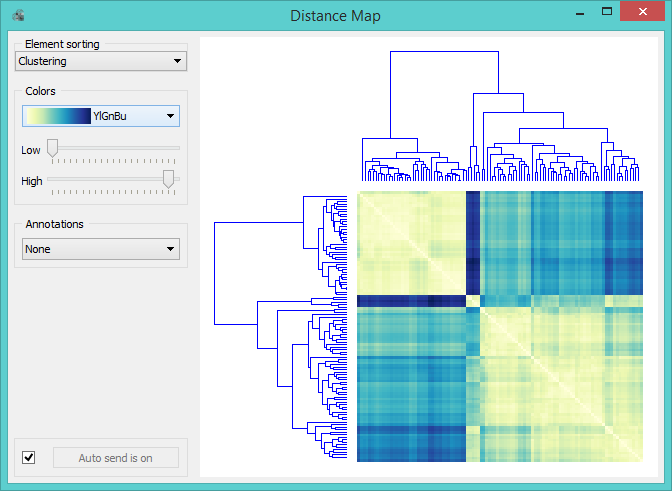 Distance Map
Element sorting
Clustering
Colors
YlGnBu
Low
High
Annotations
None
Auto send is on